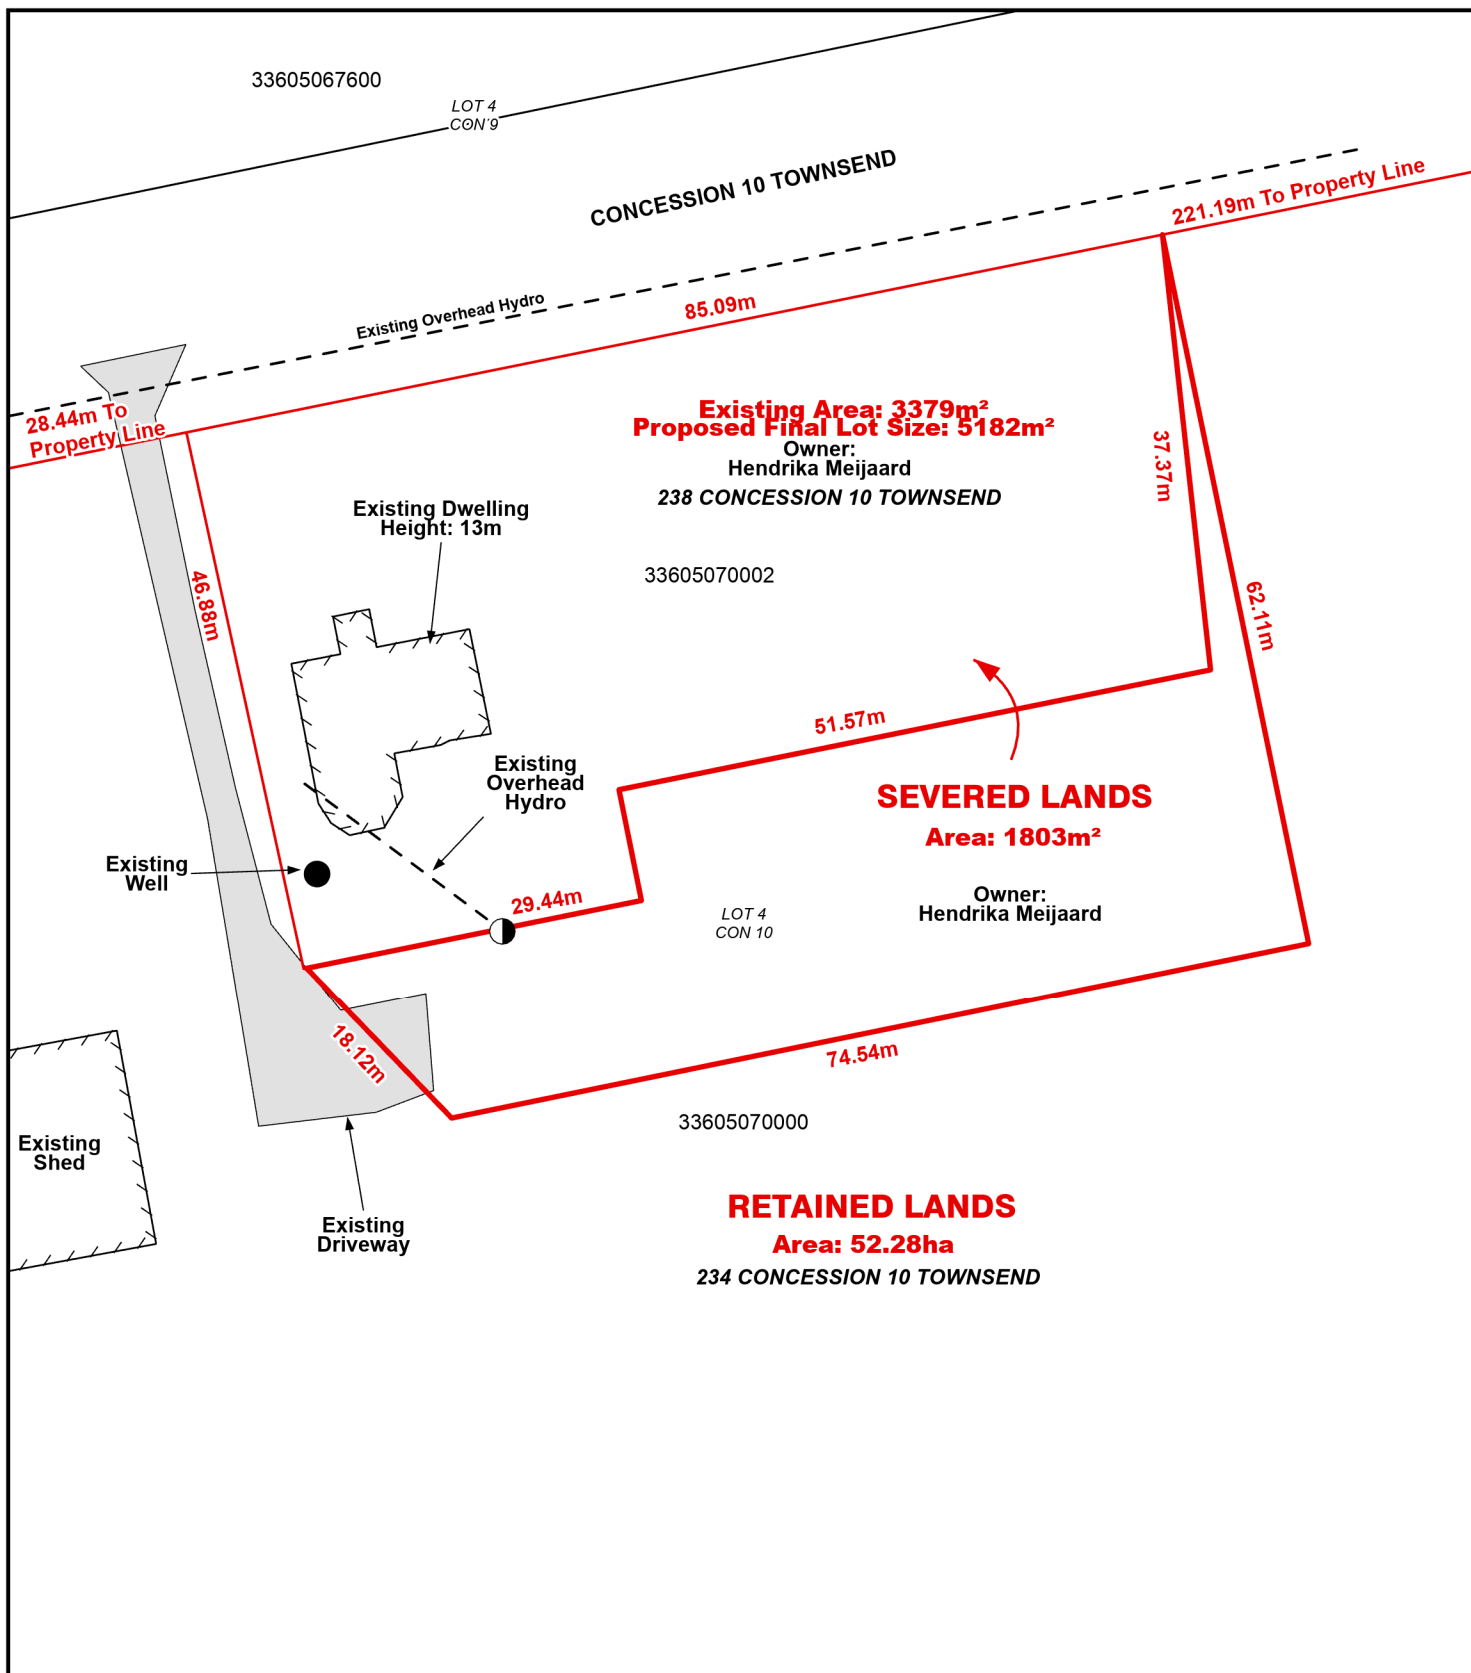 33605067600
LOT 4
CON 9
CONCESSION 10 TOWNSEND
221.19m To Property Line
Existing Overhead Hydro
85.09m
28.44m To
Property Line
Existing Area: 3379m²
Proposed Final Lot Size: 5182m²
Owner:
Hendrika Meijaard
238 CONCESSION 10 TOWNSEND
37.37m
Existing Dwelling
Height: 13m
33605070002
46.88m
62.11m
51.57m
Existing
Overhead
Hydro
SEVERED LANDS
Area: 1803m²
Existing
Well
29.44m
Owner:
Hendrika Meijaard
LOT 4
CON 10
18.12m
74.54m
33605070000
Existing
Shed
RETAINED LANDS
Area: 52.28ha
234 CONCESSION 10 TOWNSEND
Existing
Driveway